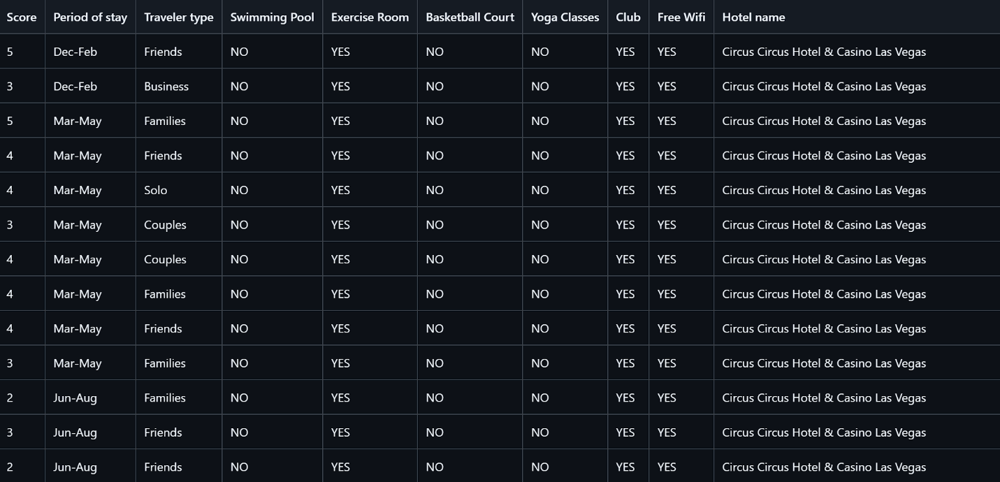 Score Period of stay Traveler type Swimming Pool Exercise Room Basketball Court Yoga Classes Club Free Wifi Hotel name
5 Dec-Feb Friends NO YES NO NO YES YES Circus Circus Hotel & Casino Las Vegas
3 Dec-Feb Business NO YES NO NO YES YES Circus Circus Hotel & Casino Las Vegas
5 Mar-May Families NO YES NO NO YES YES Circus Circus Hotel & Casino Las Vegas
4 Mar-May Friends NO YES NO NO YES YES Circus Circus Hotel & Casino Las Vegas
4 Mar-May Solo NO YES NO NO YES YES Circus Circus Hotel & Casino Las Vegas
3 Mar-May Couples NO YES NO NO YES YES Circus Circus Hotel & Casino Las Vegas
4 Mar-May Couples NO YES NO NO YES YES Circus Circus Hotel & Casino Las Vegas
4 Mar-May Families NO YES NO NO YES YES Circus Circus Hotel & Casino Las Vegas
4 Mar-May Friends NO YES NO NO YES YES Circus Circus Hotel & Casino Las Vegas
3 Mar-May Families NO YES NO NO YES YES Circus Circus Hotel & Casino Las Vegas
2 Jun-Aug Families NO YES NO NO YES YES Circus Circus Hotel & Casino Las Vegas
3 Jun-Aug Friends NO YES NO NO YES YES Circus Circus Hotel & Casino Las Vegas
2 Jun-Aug Friends NO YES NO NO YES YES Circus Circus Hotel & Casino Las Vegas